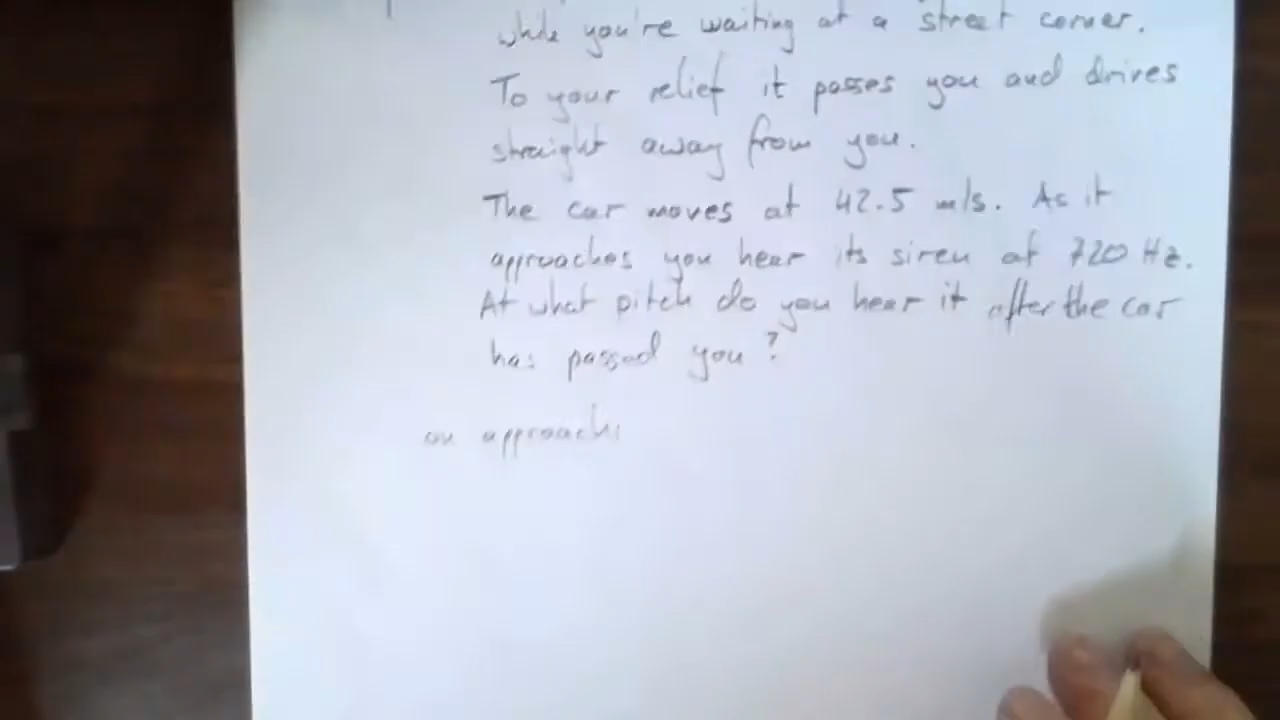 while you're waiting at a street corner.
To your relief it passes you and drives
straight away from you.
The car moves at 42.5 m/s. As it
approaches you hear its siren at 720 Hz.
At what pitch do you hear it after the car
has passed you?
on approach: